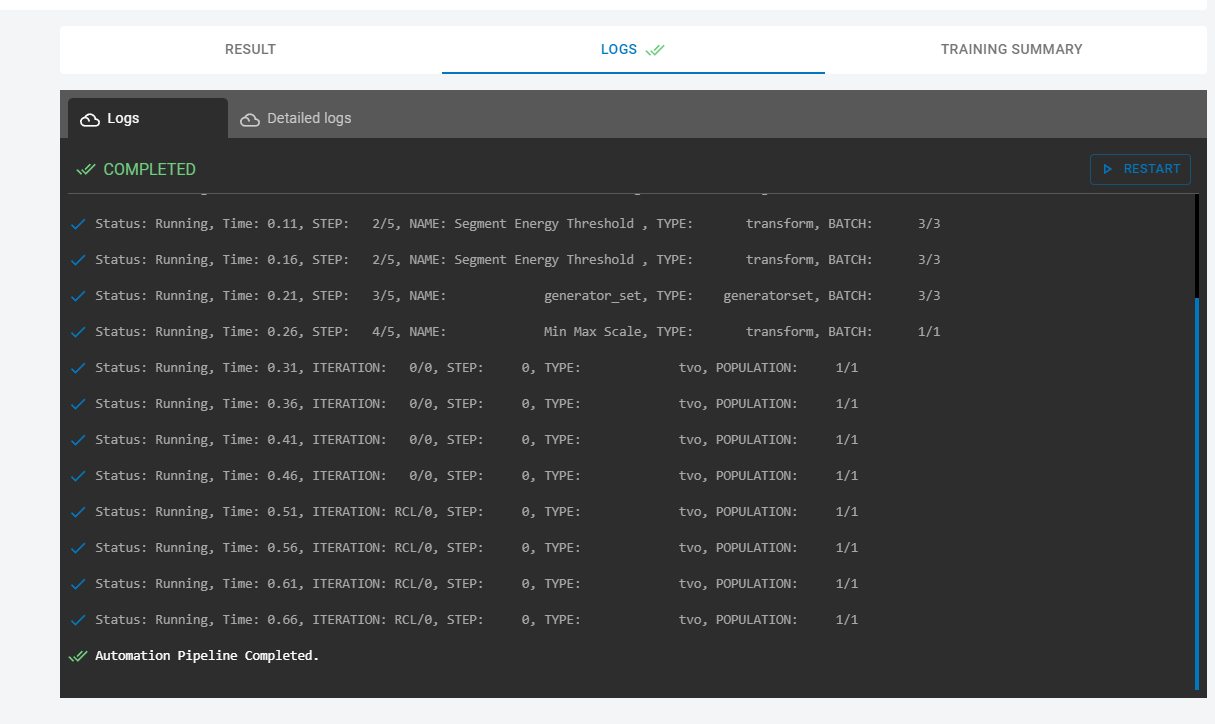 RESULT LOGS TRAINING SUMMARY
Logs Detailed logs
COMPLETED RESTART
Status: Running, Time: 0.11, STEP: 2/5, NAME: Segment Energy Threshold , TYPE: transform, BATCH: 3/3
Status: Running, Time: 0.16, STEP: 2/5, NAME: Segment Energy Threshold , TYPE: transform, BATCH: 3/3
Status: Running, Time: 0.21, STEP: 3/5, NAME: generator_set, TYPE: generatorset, BATCH: 3/3
Status: Running, Time: 0.26, STEP: 4/5, NAME: Min Max Scale, TYPE: transform, BATCH: 1/1
Status: Running, Time: 0.31, ITERATION: 0/0, STEP: 0, TYPE: tvo, POPULATION: 1/1
Status: Running, Time: 0.36, ITERATION: 0/0, STEP: 0, TYPE: tvo, POPULATION: 1/1
Status: Running, Time: 0.41, ITERATION: 0/0, STEP: 0, TYPE: tvo, POPULATION: 1/1
Status: Running, Time: 0.46, ITERATION: 0/0, STEP: 0, TYPE: tvo, POPULATION: 1/1
Status: Running, Time: 0.51, ITERATION: RCL/0, STEP: 0, TYPE: tvo, POPULATION: 1/1
Status: Running, Time: 0.56, ITERATION: RCL/0, STEP: 0, TYPE: tvo, POPULATION: 1/1
Status: Running, Time: 0.61, ITERATION: RCL/0, STEP: 0, TYPE: tvo, POPULATION: 1/1
Status: Running, Time: 0.66, ITERATION: RCL/0, STEP: 0, TYPE: tvo, POPULATION: 1/1
Automation Pipeline Completed.